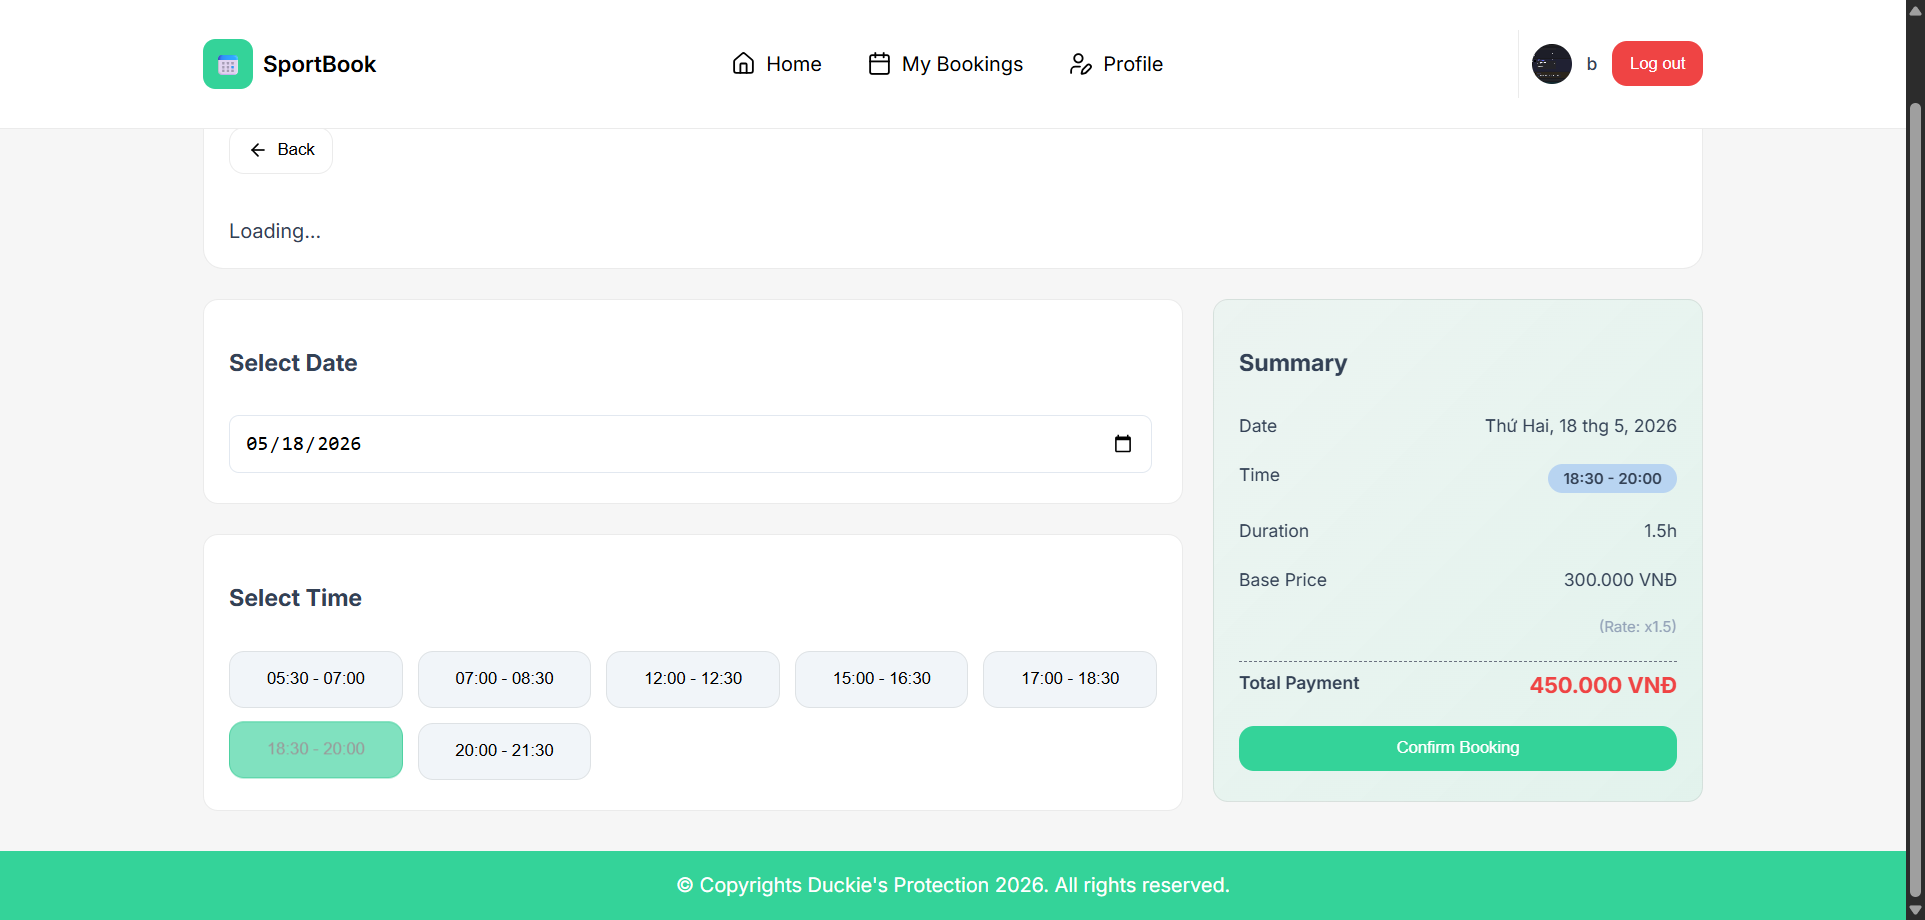 SportBook
Home
My Bookings
Profile
b
Log out
Back
Loading...
Select Date
05/18/2026
Select Time
05:30 - 07:00
07:00 - 08:30
12:00 - 12:30
15:00 - 16:30
17:00 - 18:30
18:30 - 20:00
20:00 - 21:30
Summary
Date
Thứ Hai, 18 thg 5, 2026
Time
18:30 - 20:00
Duration
1.5h
Base Price
300.000 VNĐ
(Rate: x1.5)
Total Payment
450.000 VNĐ
Confirm Booking
© Copyrights Duckie's Protection 2026. All rights reserved.